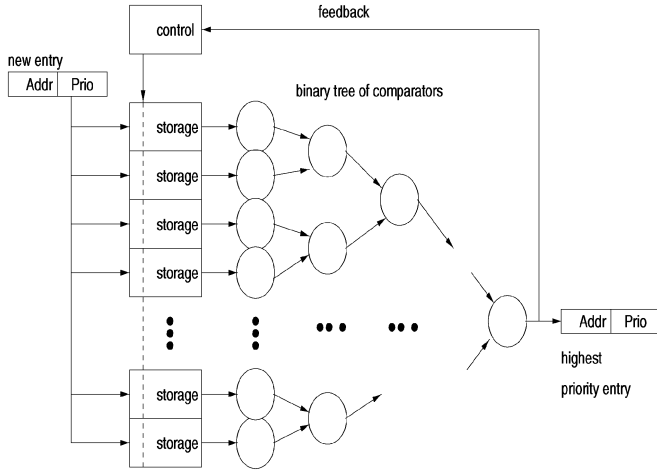 feedback
control
new entry
Addr Prio
binary tree of comparators
storage
storage
storage
storage
storage
storage
Addr Prio
highest
priority entry